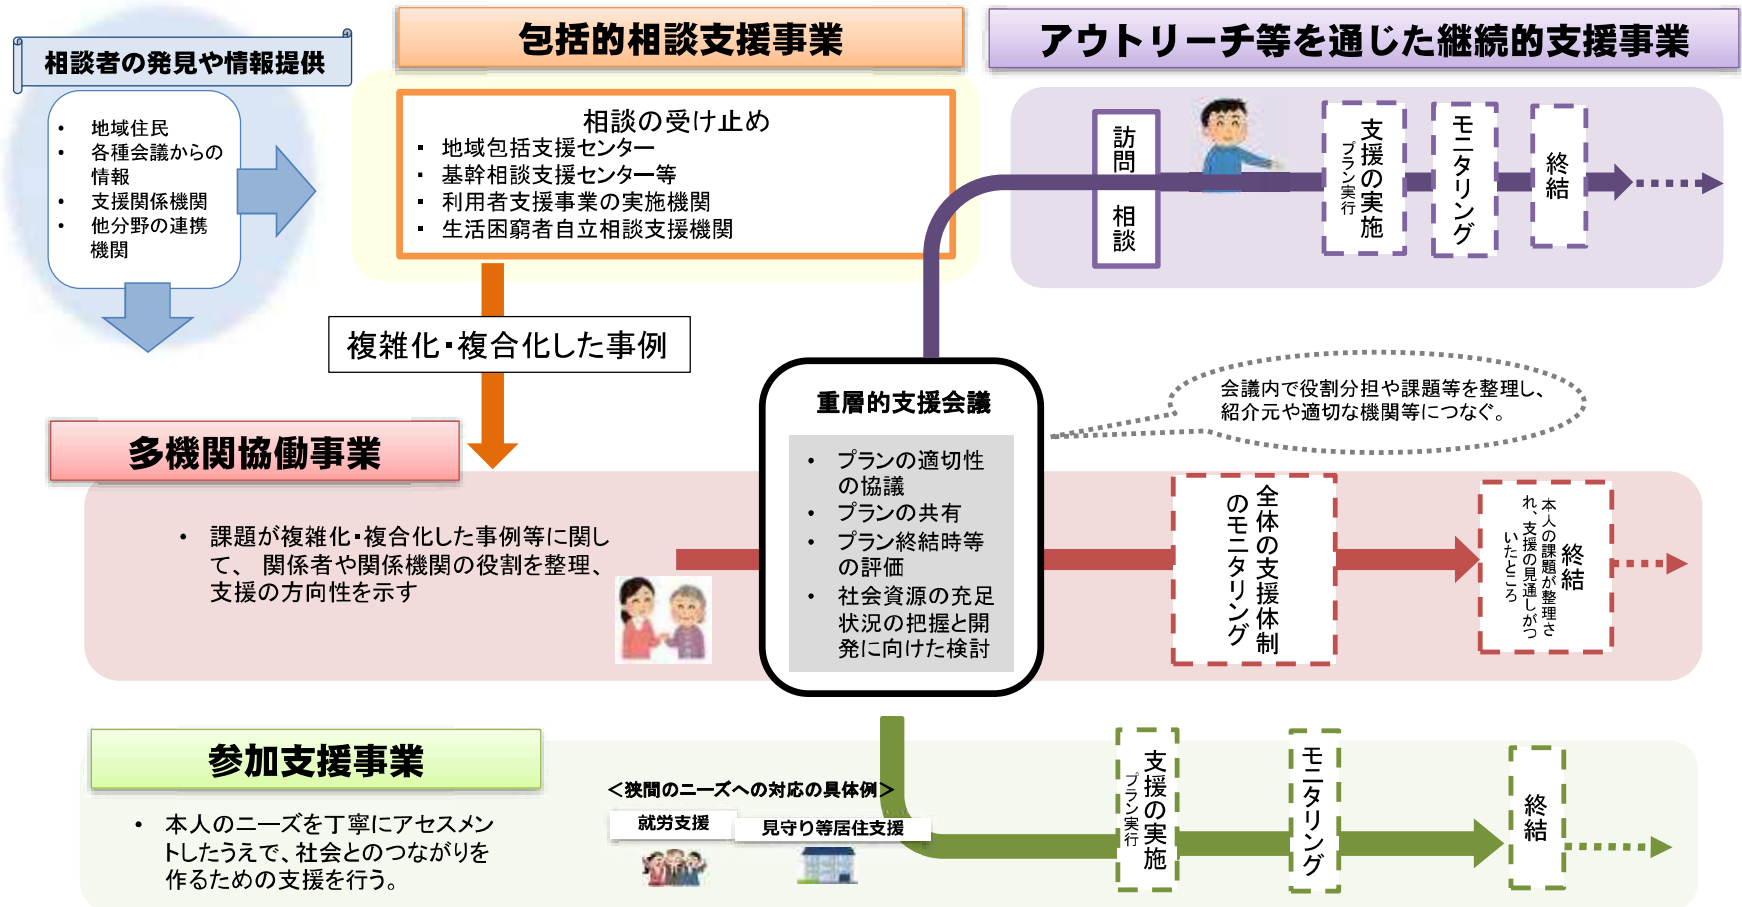 相談者の発見や情報提供
・ 地域住民
・ 各種会議からの
情報
・ 支援関係機関
・ 他分野の連携
機関
包括的相談支援事業
相談の受け止め
▪ 地域包括支援センター
▪ 基幹相談支援センター等
▪ 利用者支援事業の実施機関
▪ 生活困窮者自立相談支援機関
複雑化・複合化した事例
アウトリーチ等を通じた継続的支援事業
訪問 相談
支援の実施
プラン実行
モニタリング
終結
重層的支援会議
・ プランの適切性
の協議
・ プランの共有
・ プラン終結時等
の評価
・ 社会資源の充足
状況の把握と開
発に向けた検討
会議内で役割分担や課題等を整理し、
紹介元や適切な機関等につなぐ。
多機関協働事業
・ 課題が複雑化・複合化した事例等に関し
て、 関係者や関係機関の役割を整理、
支援の方向性を示す
全体の支援体制
のモニタリング
終結
本人の課題が整理さ
れ、支援の見通しがつ
いたところ
参加支援事業
・ 本人のニーズを丁寧にアセスメン
トしたうえで、社会とのつながりを
作るための支援を行う。
＜狭間のニーズへの対応の具体例＞
就労支援
見守り等居住支援
支援の実施
プラン実行
モニタリング
終結